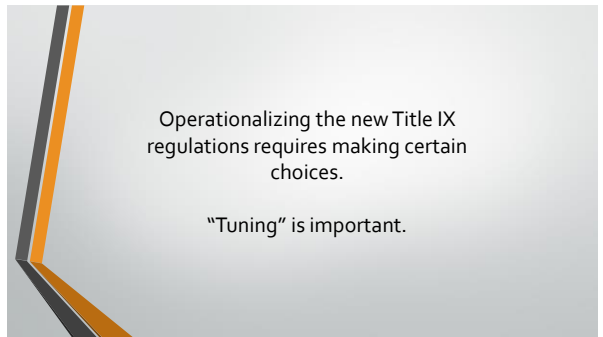 Operationalizing the new Title IX
regulations requires making certain
choices.
“Tuning” is important.